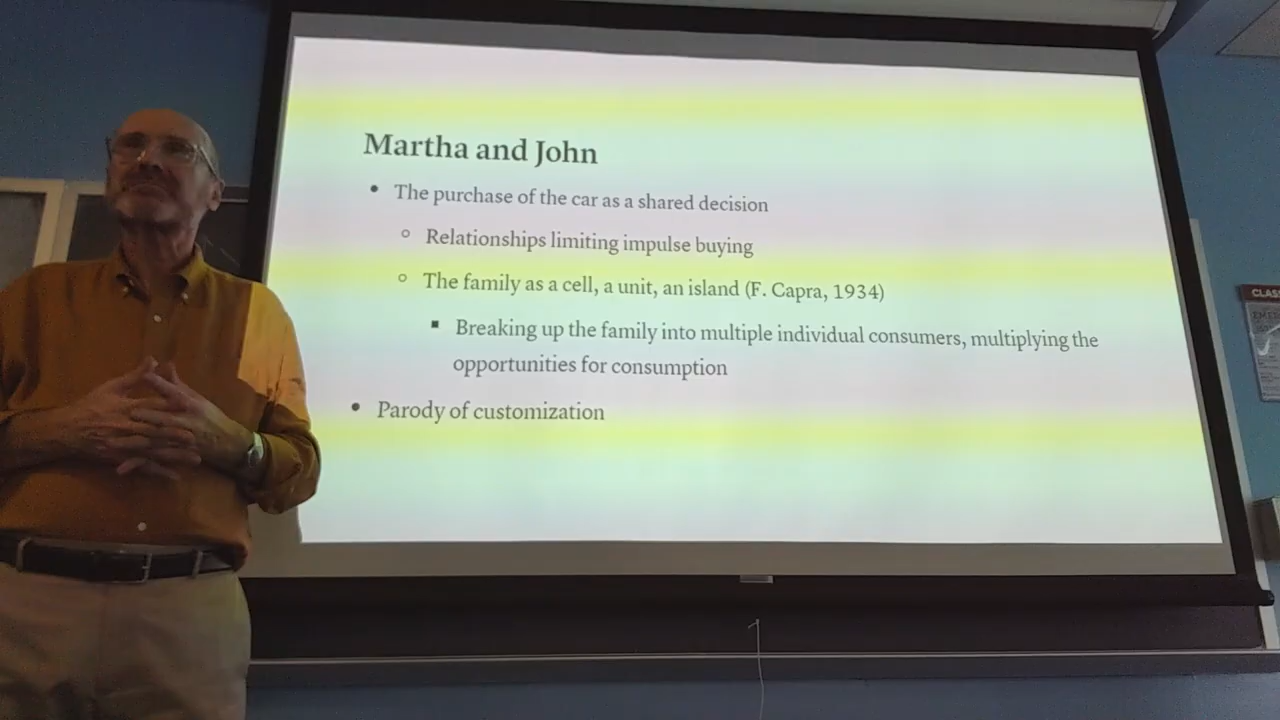 Martha and John
• The purchase of the car as a shared decision
○ Relationships limiting impulse buying
○ The family as a cell, a unit, an island (F. Capra, 1934)
▪ Breaking up the family into multiple individual consumers, multiplying the
opportunities for consumption
• Parody of customization
CLAS